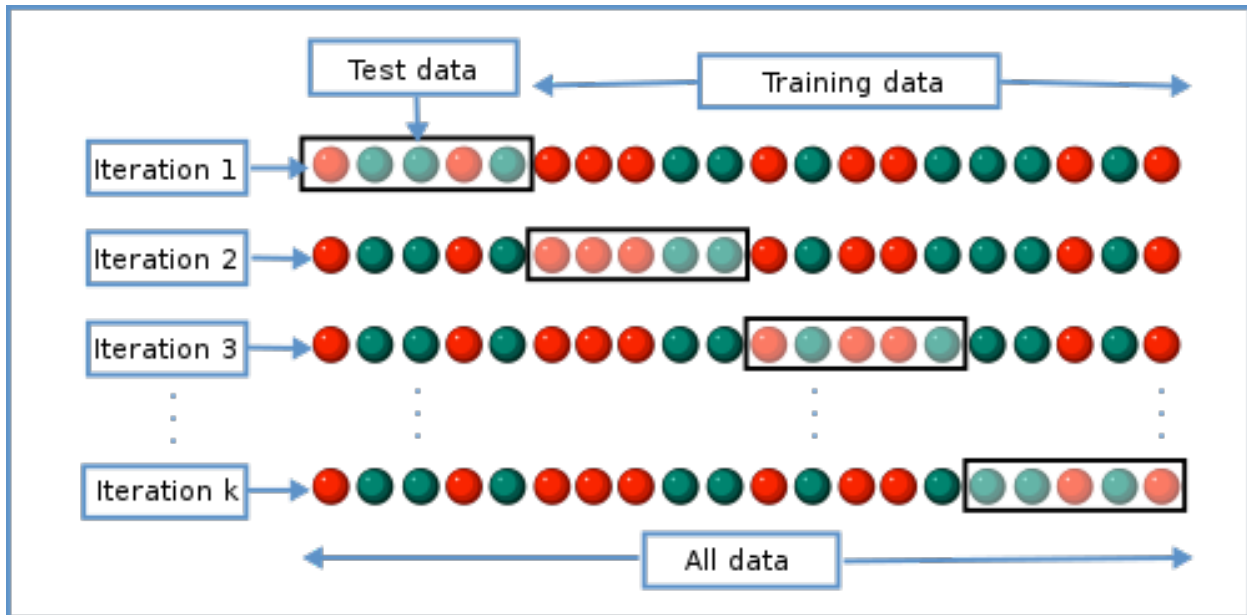 Test data
Training data
Iteration 1
Iteration 2
Iteration 3
Iteration k
All data